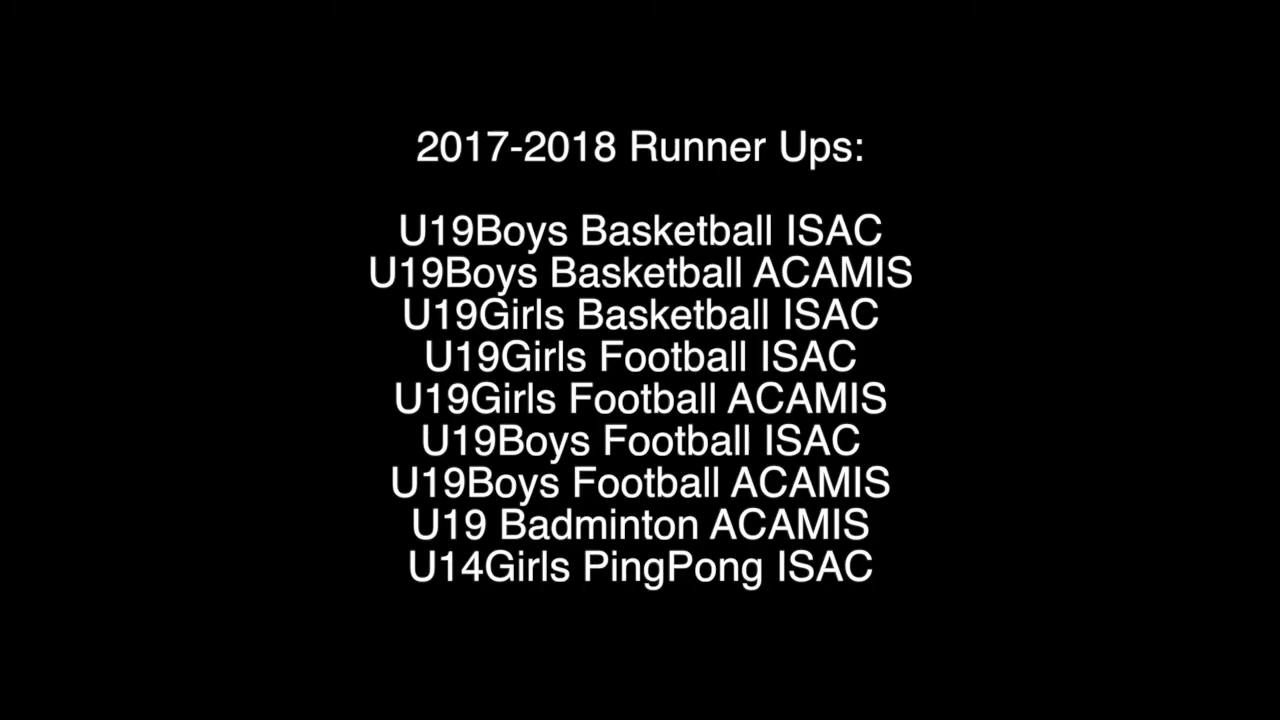 2017-2018 Runner Ups:
U19Boys Basketball ISAC
U19Boys Basketball ACAMIS
U19Girls Basketball ISAC
U19Girls Football ISAC
U19Girls Football ACAMIS
U19Boys Football ISAC
U19Boys Football ACAMIS
U19 Badminton ACAMIS
U14Girls PingPong ISAC